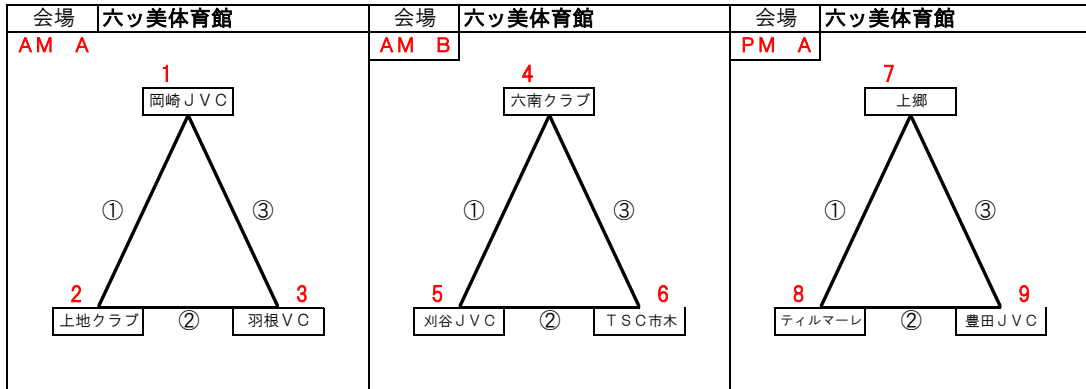 会場 六ッ美体育館
AM A
1
岡崎JVC
① ③
2 3
上地クラブ ② 羽根VC
会場 六ッ美体育館
AM B
4
六南クラブ
① ③
5 6
刈谷JVC ② TSC市木
会場 六ッ美体育館
PM A
7
上郷
① ③
8 9
ティルマーレ ② 豊田JVC